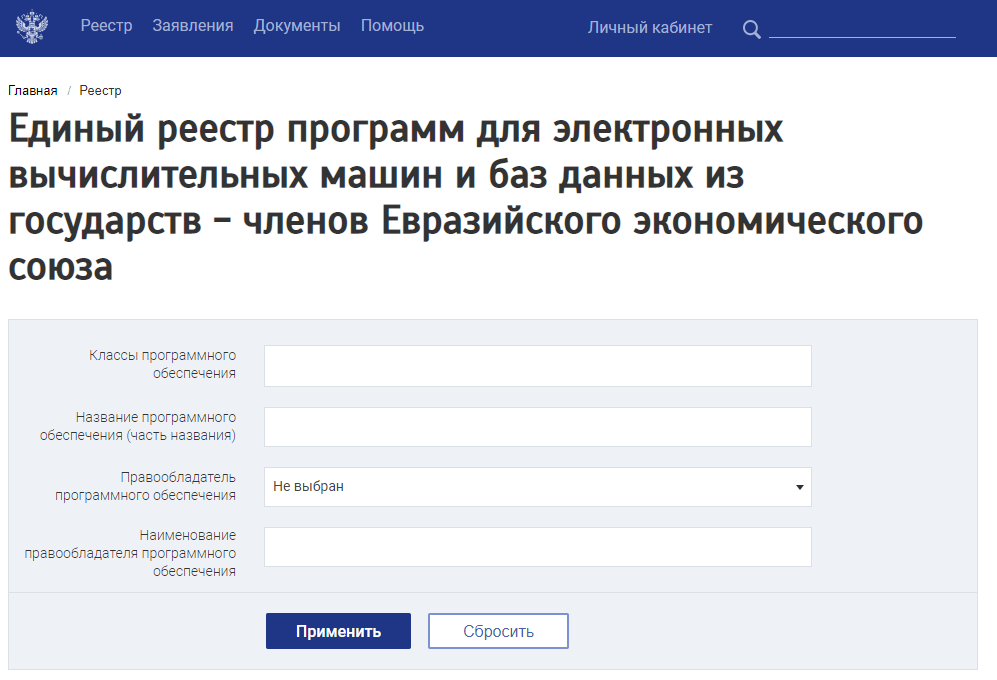 Реестр Заявления Документы Помощь Личный кабинет
Главная / Реестр
Единый реестр программ для электронных
вычислительных машин и баз данных из
государств – членов Евразийского экономического
союза
Классы программного
обеспечения
Название программного
обеспечения (часть названия)
Правообладатель
программного обеспечения
Не выбран
Наименование
правообладателя программного
обеспечения
Применить Сбросить